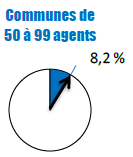 Communes de
50 à 99 agents
8,2 %